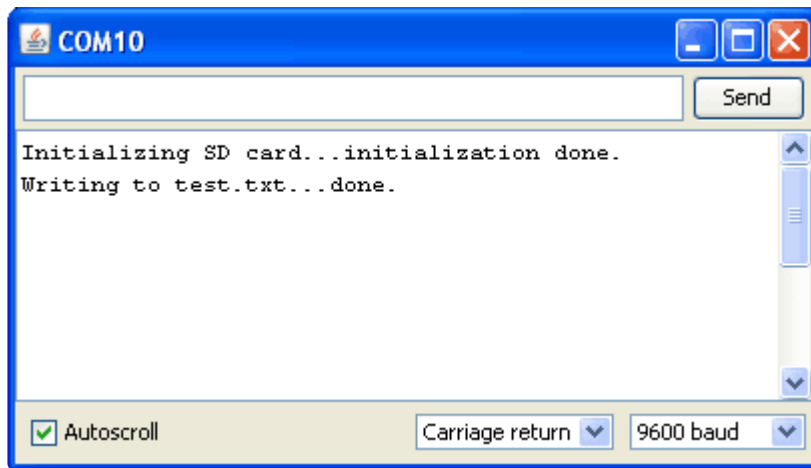 COM10
Send
Initializing SD card...initialization done.
Writing to test.txt...done.
Autoscroll
Carriage return
9600 baud